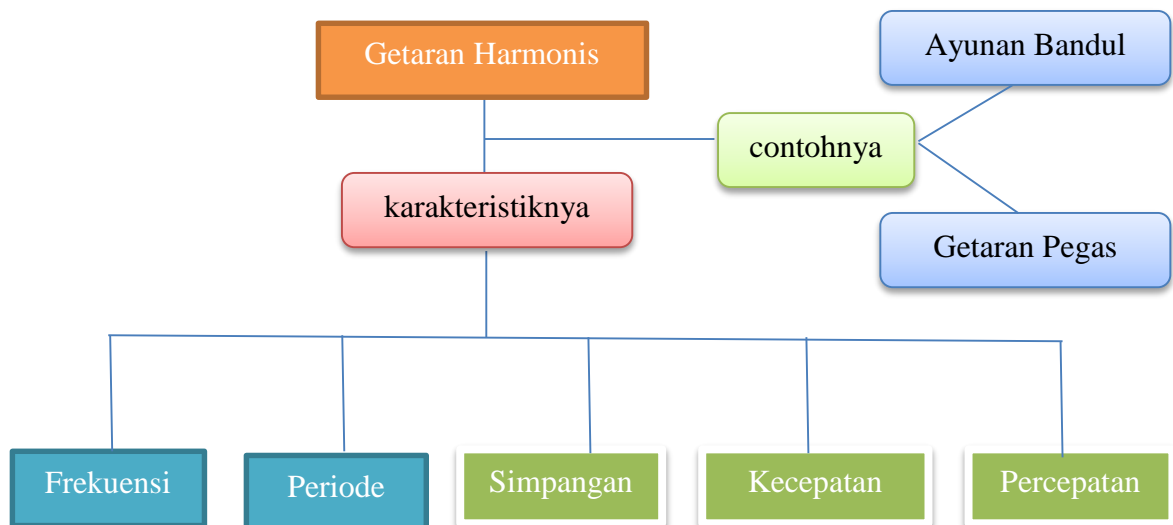 Getaran Harmonis
Ayunan Bandul
contohnya
karakteristiknya
Getaran Pegas
Frekuensi
Periode
Simpangan
Kecepatan
Percepatan